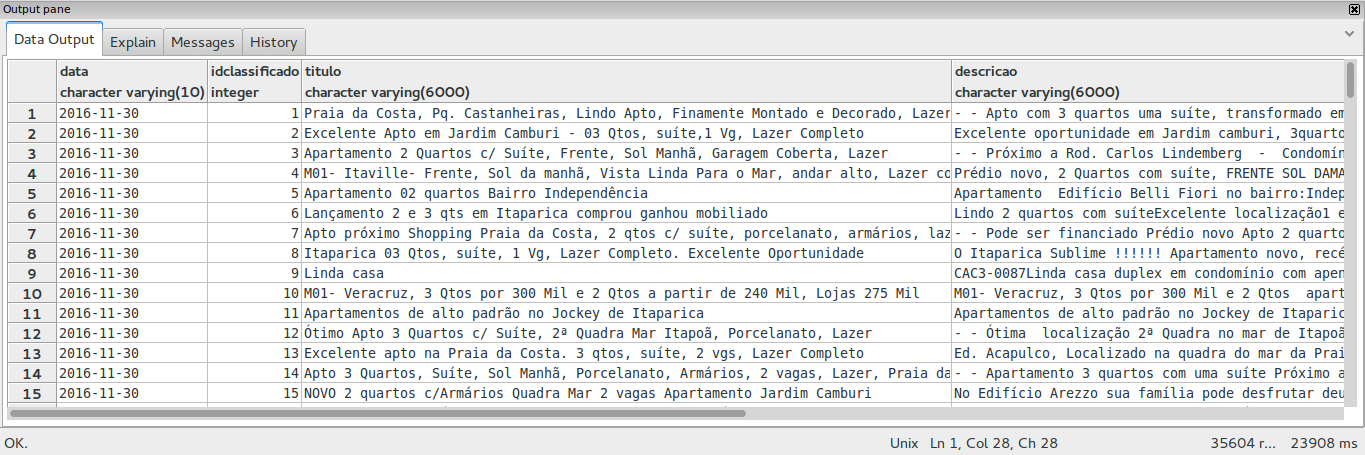 Output pane
Data Output Explain Messages History
data idclassificado titulo descricao
character varying(10) integer character varying(6000) character varying(6000)
1 2016-11-30 1 Praia da Costa, Pq. Castanheiras, Lindo Apto, Finamente Montado e Decorado, Lazer - - Apto com 3 quartos uma suíte, transformado em
2 2016-11-30 2 Excelente Apto em Jardim Camburi - 03 Qtos, suíte,1 Vg, Lazer Completo Excelente oportunidade em Jardim camburi, 3quarto
3 2016-11-30 3 Apartamento 2 Quartos c/ Suíte, Frente, Sol Manhã, Garagem Coberta, Lazer - - Próximo a Rod. Carlos Lindemberg - Condomín
4 2016-11-30 4 M01- Itaville- Frente, Sol da manhã, Vista Linda Para o Mar, andar alto, Lazer co Prédio novo, 2 Quartos com suíte, FRENTE SOL DAMA
5 2016-11-30 5 Apartamento 02 quartos Bairro Independência Apartamento Edifício Belli Fiori no bairro:Indep
6 2016-11-30 6 Lançamento 2 e 3 qts em Itaparica comprou ganhou mobiliado Lindo 2 quartos com suíteExcelente localização1 e
7 2016-11-30 7 Apto próximo Shopping Praia da Costa, 2 qtos c/ suíte, porcelanato, armários, laz - - Pode ser financiado Prédio novo Apto 2 quarto
8 2016-11-30 8 Itaparica 03 Qtos, suíte, 1 Vg, Lazer Completo. Excelente Oportunidade O Itaparica Sublime !!!!!! Apartamento novo, recé
9 2016-11-30 9 Linda casa CAC3-0087Linda casa duplex em condomínio com apen
10 2016-11-30 10 M01- Veracruz, 3 Qtos por 300 Mil e 2 Qtos a partir de 240 Mil, Lojas 275 Mil M01- Veracruz, 3 Qtos por 300 Mil e 2 Qtos apart
11 2016-11-30 11 Apartamentos de alto padrão no Jockey de Itaparica Apartamentos de alto padrão no Jockey de Itaparic
12 2016-11-30 12 Ótimo Apto 3 Quartos c/ Suíte, 2ª Quadra Mar Itapoã, Porcelanato, Lazer - - Ótima localização 2ª Quadra no mar de Itapoã
13 2016-11-30 13 Excelente apto na Praia da Costa. 3 qtos, suíte, 2 vgs, Lazer Completo Ed. Acapulco, Localizado na quadra do mar da Prai
14 2016-11-30 14 Apto 3 Quartos, Suíte, Sol Manhã, Porcelanato, Armários, 2 vagas, Lazer, Praia da - - Apartamento 3 quartos com uma suíte Próximo a
15 2016-11-30 15 NOVO 2 quartos c/Armários Quadra Mar 2 vagas Apartamento Jardim Camburi No Edifício Arezzo sua família pode desfrutar deu
OK. Unix Ln 1, Col 28, Ch 28 35604 r... 23908 ms